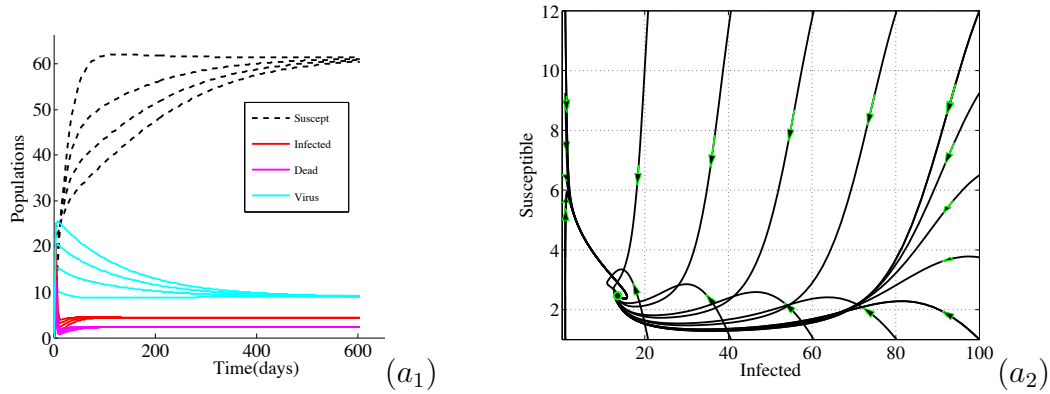 60
50
40
30
20
10
0
0
200
400
600
Populations
Time(days)
Suscept
Infected
Dead
Virus
(a1)
12
10
8
6
4
2
20
40
60
80
100
Susceptible
Infected
(a2)